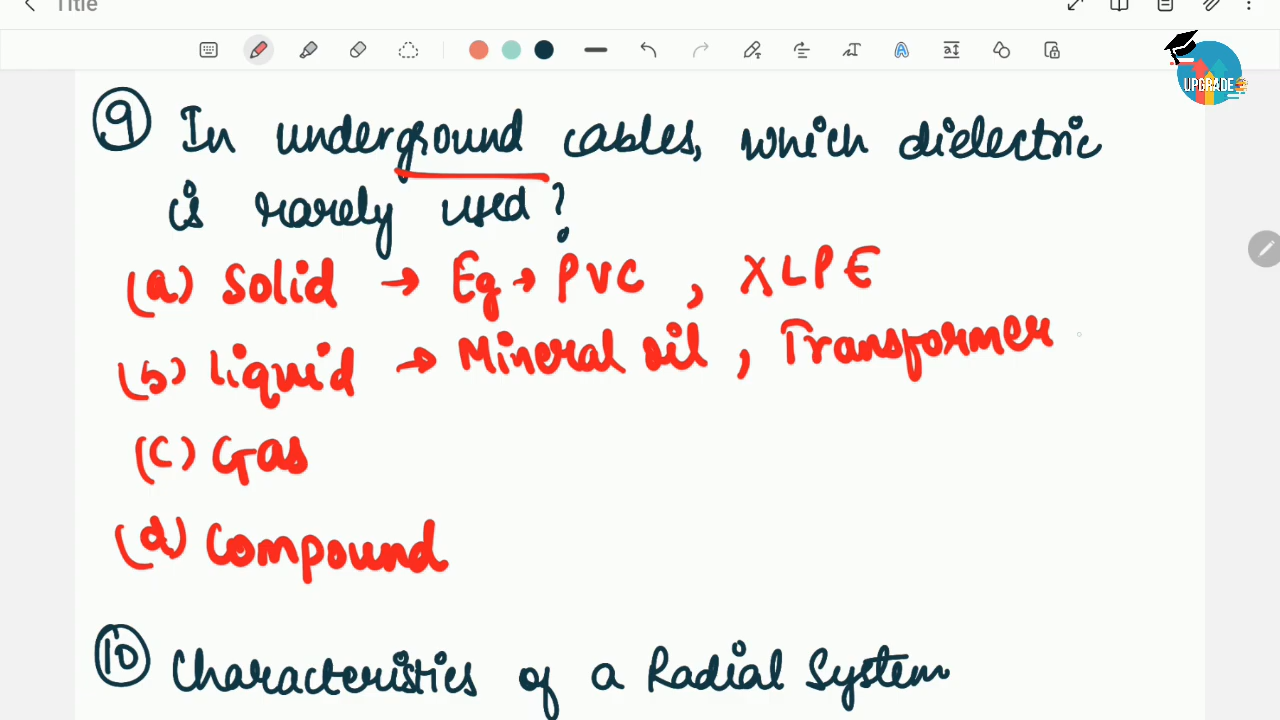 Title
UPGRADE
9 In underground cables, which dielectric
is rarely used?
(a) Solid → Eg → PVC, XLPE
(b) Liquid → Mineral oil, Transformer
(c) Gas
(d) Compound
10 Characteristics of a Radial System